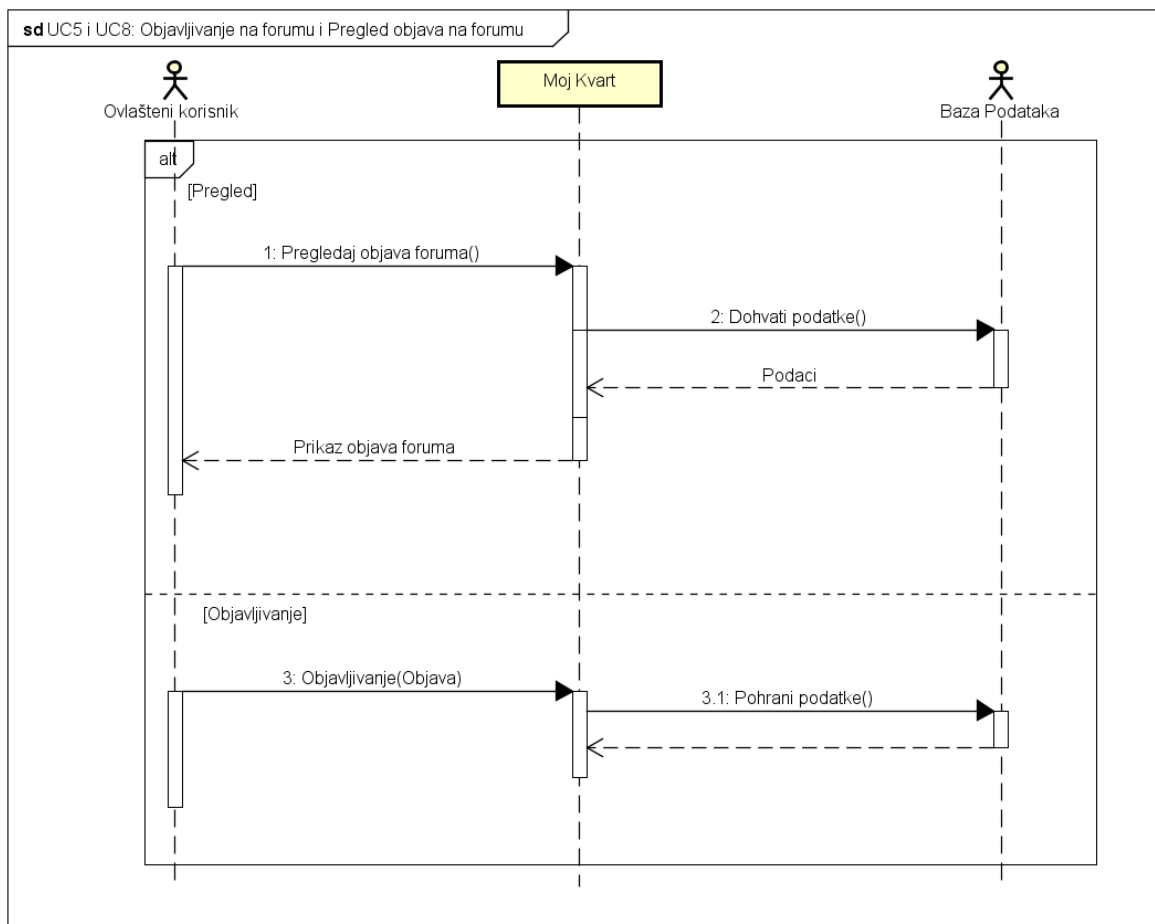 sd UC5 i UC8: Objavljivanje na forumu i Pregled objava na forumu
Ovlašteni korisnik
Moj Kvart
Baza Podataka
alt
[Pregled]
1: Pregledaj objava foruma()
2: Dohvati podatke()
Podaci
Prikaz objava foruma
[Objavljivanje]
3: Objavljivanje(Objava)
3.1: Pohrani podatke()